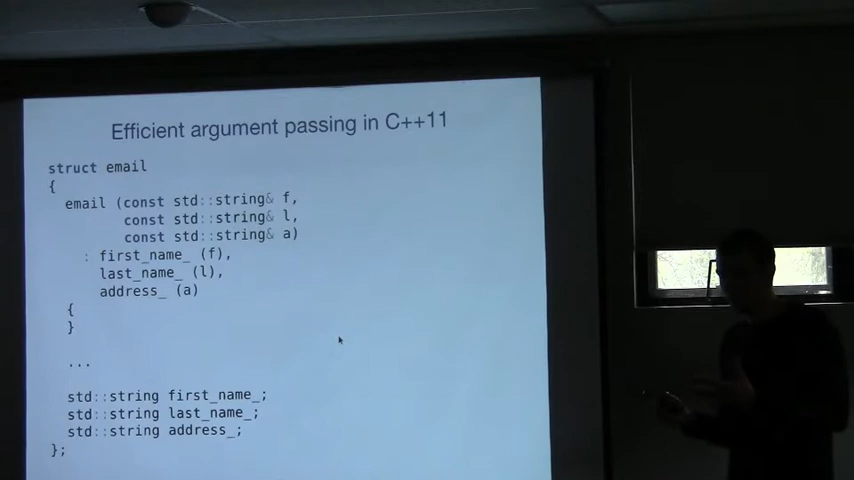 Efficient argument passing in C++11
struct email
{
email (const std::string& f,
const std::string& l,
const std::string& a)
: first_name_ (f),
last_name_ (l),
address_ (a)
{
}
...
std::string first_name_;
std::string last_name_;
std::string address_;
};